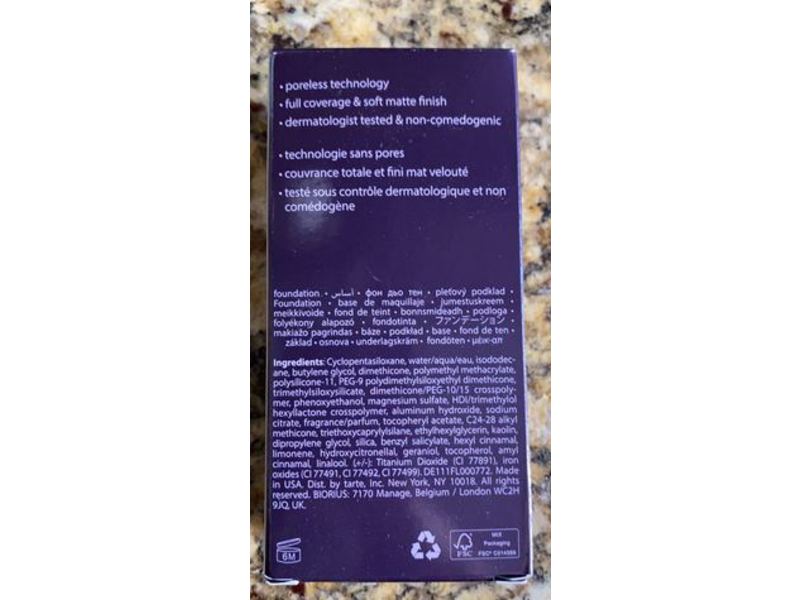 • poreless technology
• full coverage & soft matte finish
• dermatologist tested & non-comedogenic
• technologie sans pores
• couvrance totale et fini mat velouté
• testé sous contrôle dermatologique et non
comédogène
foundation • أساس • фон дьо тен • pleťový podklad •
Foundation • base de maquillaje • jumestuskreem •
meikkivoide • fond de teint • bonnsmideadh • podloga •
folyékony alapozó • fondotinta • ファンデーション •
makiažo pagrindas • bāze • podkład • base • fond de ten •
základ • osnova • underlagskräm • fondöten • μέικ-απ
Ingredients: Cyclopentasiloxane, water/aqua/eau, isododec-
ane, butylene glycol, dimethicone, polymethyl methacrylate,
polysilicone-11, PEG-9 polydimethylsiloxyethyl dimethicone,
trimethylsiloxysilicate, dimethicone/PEG-10/15 crosspoly-
mer, phenoxyethanol, magnesium sulfate, HDI/trimethylol
hexyllactone crosspolymer, aluminum hydroxide, sodium
citrate, fragrance/parfum, tocopheryl acetate, C24-28 alkyl
methicone, triethoxycaprylylsilane, ethylhexylglycerin, kaolin,
dipropylene glycol, silica, benzyl salicylate, hexyl cinnamal,
limonene, hydroxycitronellal, geraniol, tocopherol, amyl
cinnamal, linalool. (+/-): Titanium Dioxide (CI 77891), iron
oxides (CI 77491, CI 77492, CI 77499). DE111FL000772. Made
in USA. Dist. by tarte, inc. New York, NY 10018. All rights
reserved. BIORIUS: 7170 Manage, Belgium / London WC2H
9JQ, UK.
6M
FSC
MIX
Packaging